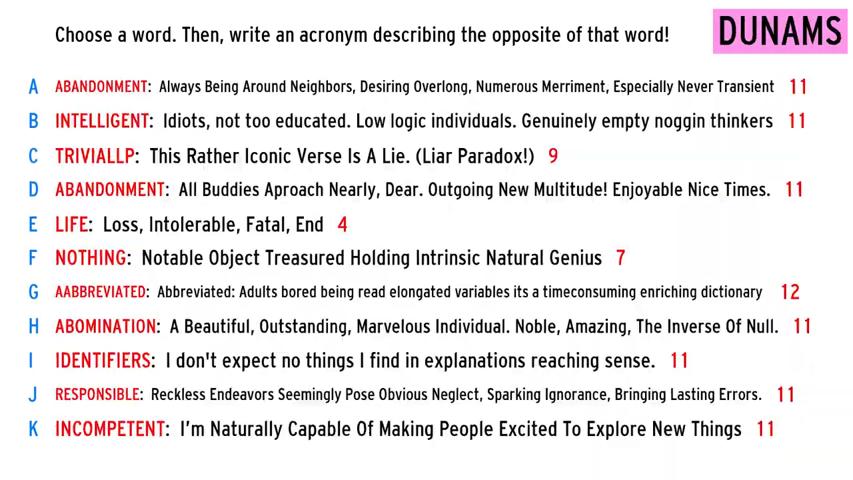 Choose a word. Then, write an acronym describing the opposite of that word! DUNAMS
A ABANDONMENT: Always Being Around Neighbors, Desiring Overlong, Numerous Merriment, Especially Never Transient 11
B INTELLIGENT: Idiots, not too educated. Low logic individuals. Genuinely empty noggin thinkers 11
C TRIVIALLP: This Rather Iconic Verse Is A Lie. (Liar Paradox!) 9
D ABANDONMENT: All Buddies Aproach Nearly, Dear. Outgoing New Multitude! Enjoyable Nice Times. 11
E LIFE: Loss, Intolerable, Fatal, End 4
F NOTHING: Notable Object Treasured Holding Intrinsic Natural Genius 7
G AABBREVIATED: Abbreviated: Adults bored being read elongated variables its a timeconsuming enriching dictionary 12
H ABOMINATION: A Beautiful, Outstanding, Marvelous Individual. Noble, Amazing, The Inverse Of Null. 11
I IDENTIFIERS: I don't expect no things I find in explanations reaching sense. 11
J RESPONSIBLE: Reckless Endeavors Seemingly Pose Obvious Neglect, Sparking Ignorance, Bringing Lasting Errors. 11
K INCOMPETENT: I'm Naturally Capable Of Making People Excited To Explore New Things 11